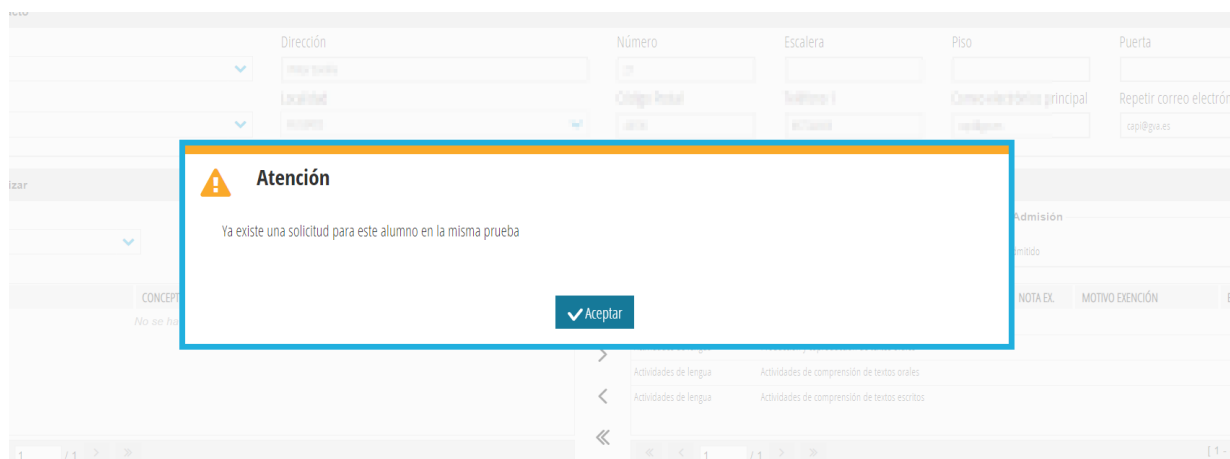 Dirección Número Escalera Piso Puerta
Localidad Código Postal Teléfono 1 Correo electrónico principal Repetir correo electrón
capi@gva.es
Atención
izar
Ya existe una solicitud para este alumno en la misma prueba
Admisión
mitido
CONCEPT NOTA EX. MOTIVO EXENCIÓN
No se ha
Aceptar
Actividades de lengua Actividades de comprensión de textos orales
Actividades de lengua Actividades de comprensión de textos escritos
1 / 1 1 / 1 [ 1 -